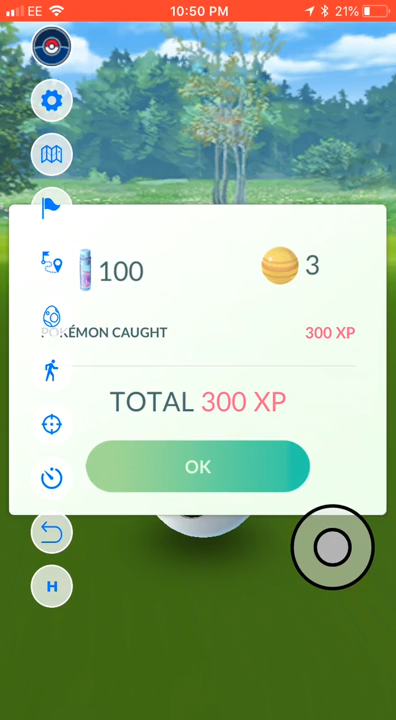 EE 10:50 PM 21%
100 3
POKÉMON CAUGHT 300 XP
TOTAL 300 XP
OK
H